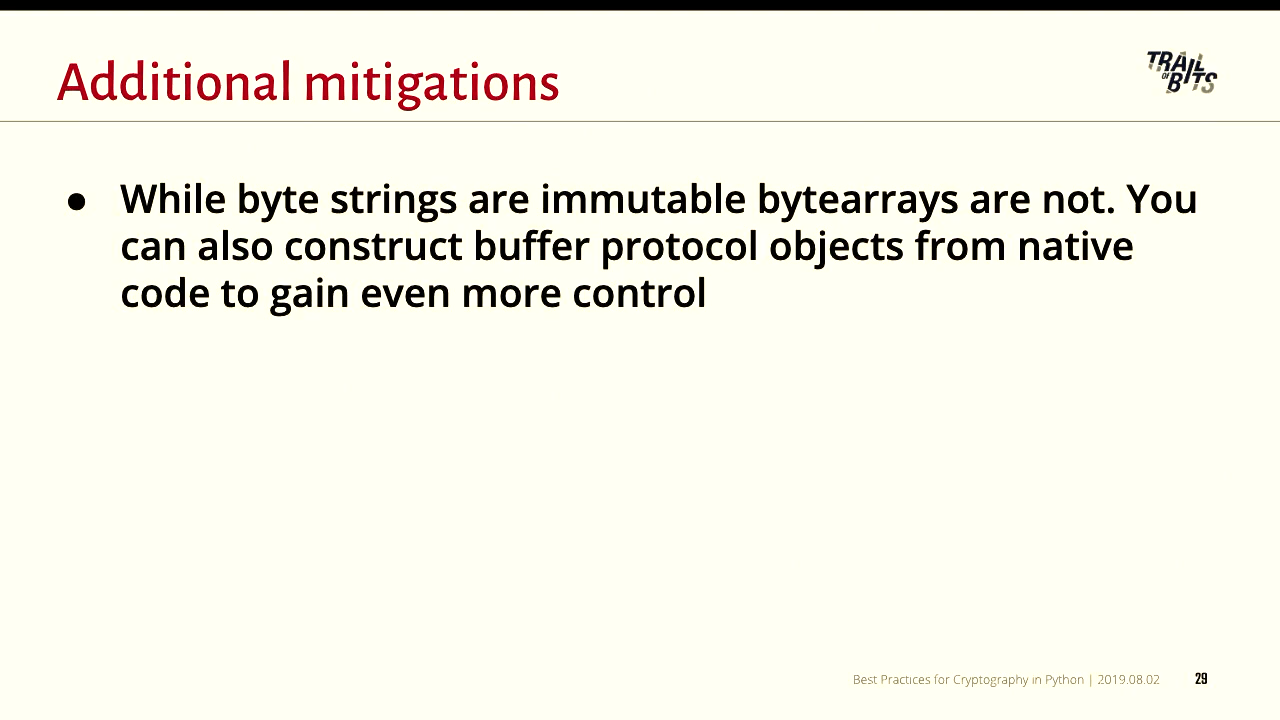 Additional mitigations
TRAIL
OF
BITS
● While byte strings are immutable bytearrays are not. You
can also construct buffer protocol objects from native
code to gain even more control
Best Practices for Cryptography in Python | 2019.08.02 29